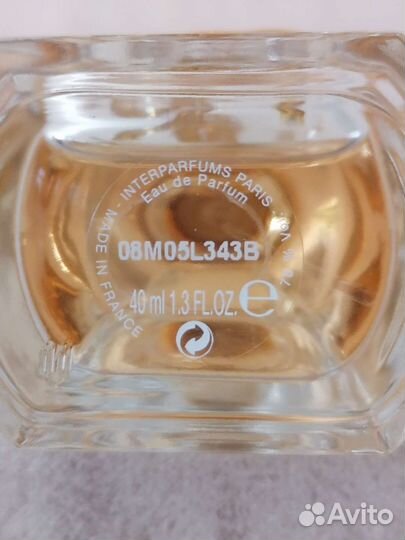 INTERPARFUMS PARIS
Eau de Parfum
08M05L343B
40 ml 1.3 FL.OZ. e
MADE IN FRANCE
Avito